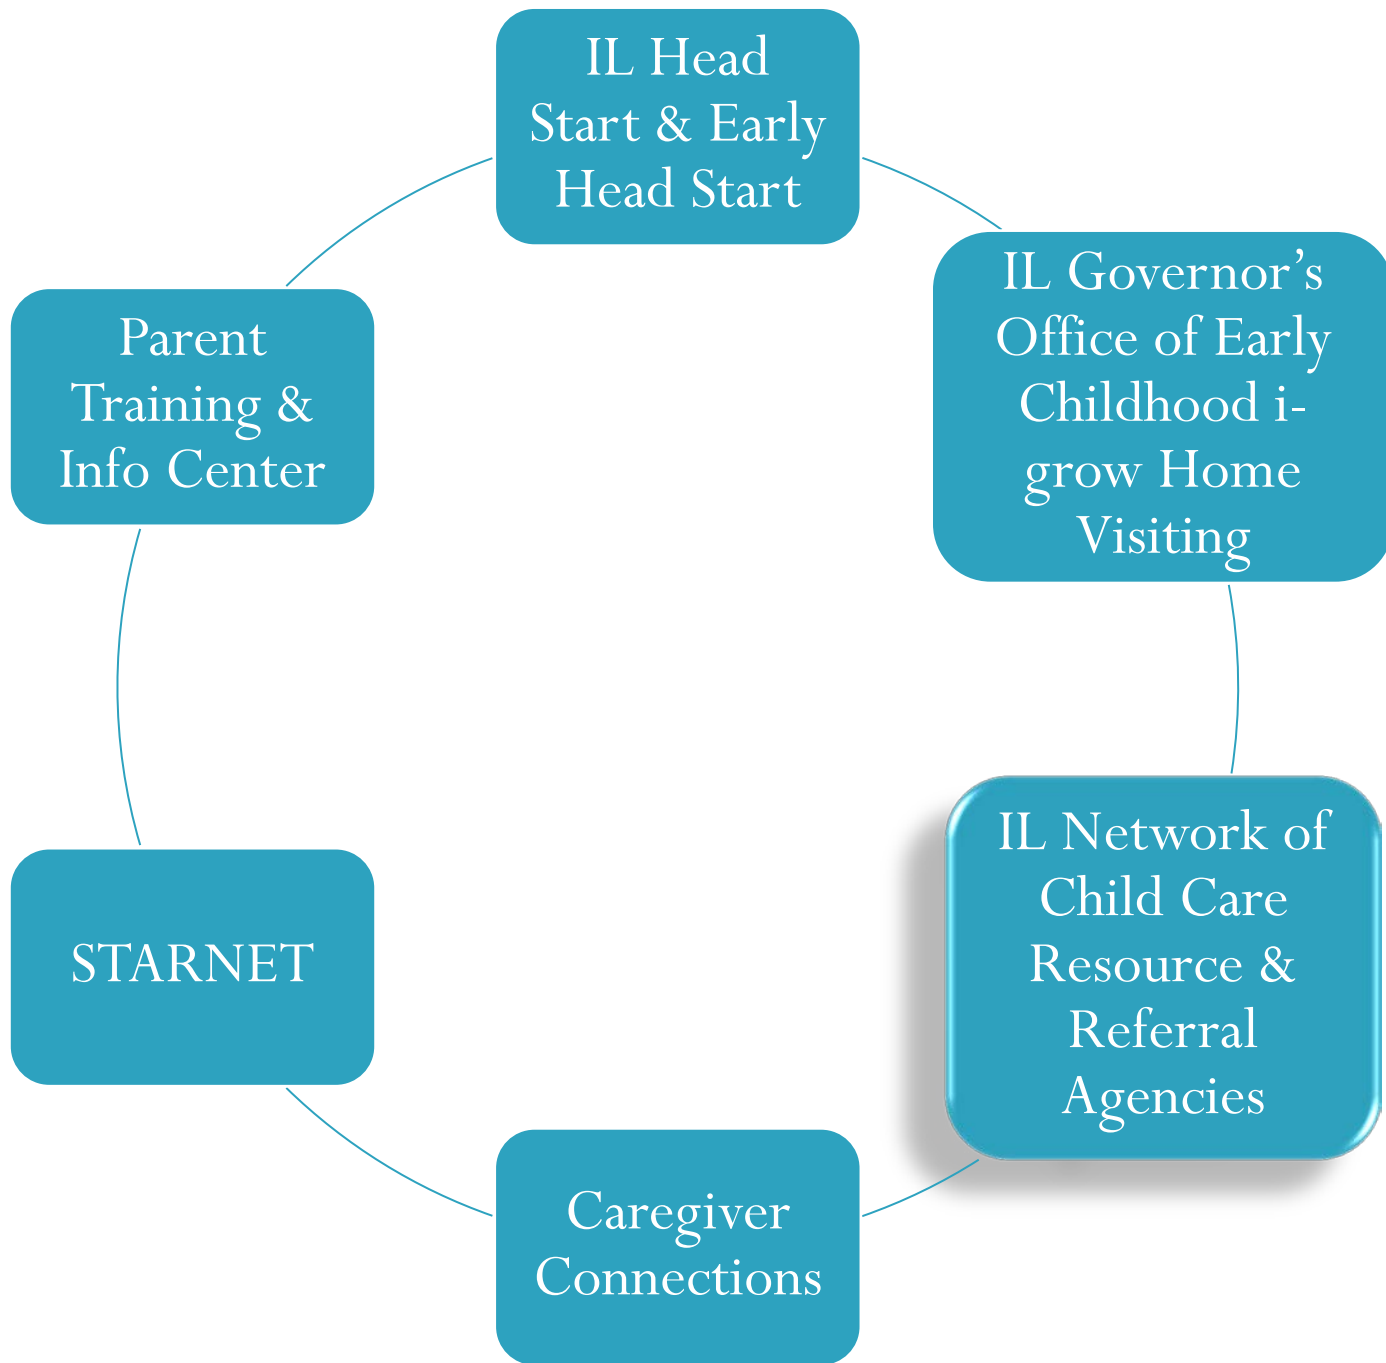 IL Head
Start & Early
Head Start
IL Governor’s
Office of Early
Childhood i-
grow Home
Visiting
IL Network of
Child Care
Resource &
Referral
Agencies
Caregiver
Connections
STARNET
Parent
Training &
Info Center